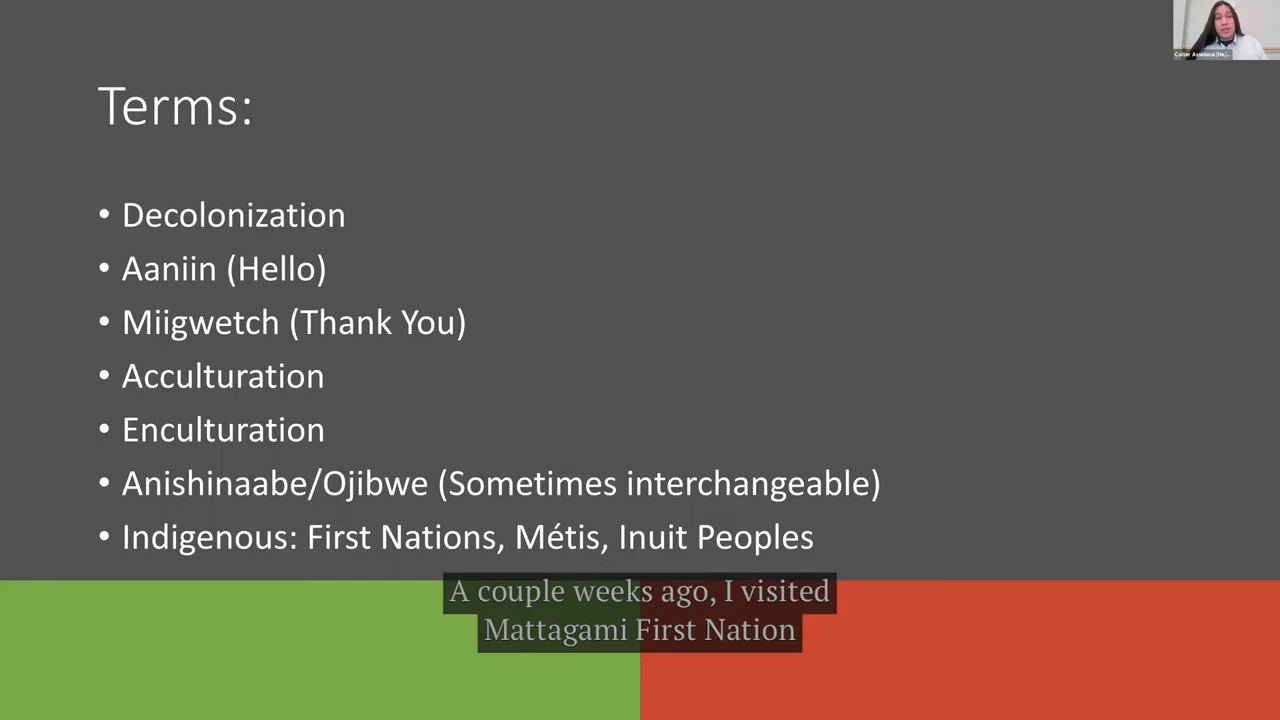 Terms:
• Decolonization
• Aaniin (Hello)
• Miigwetch (Thank You)
• Acculturation
• Enculturation
• Anishinaabe/Ojibwe (Sometimes interchangeable)
• Indigenous: First Nations, Métis, Inuit Peoples
A couple weeks ago, I visited
Mattagami First Nation